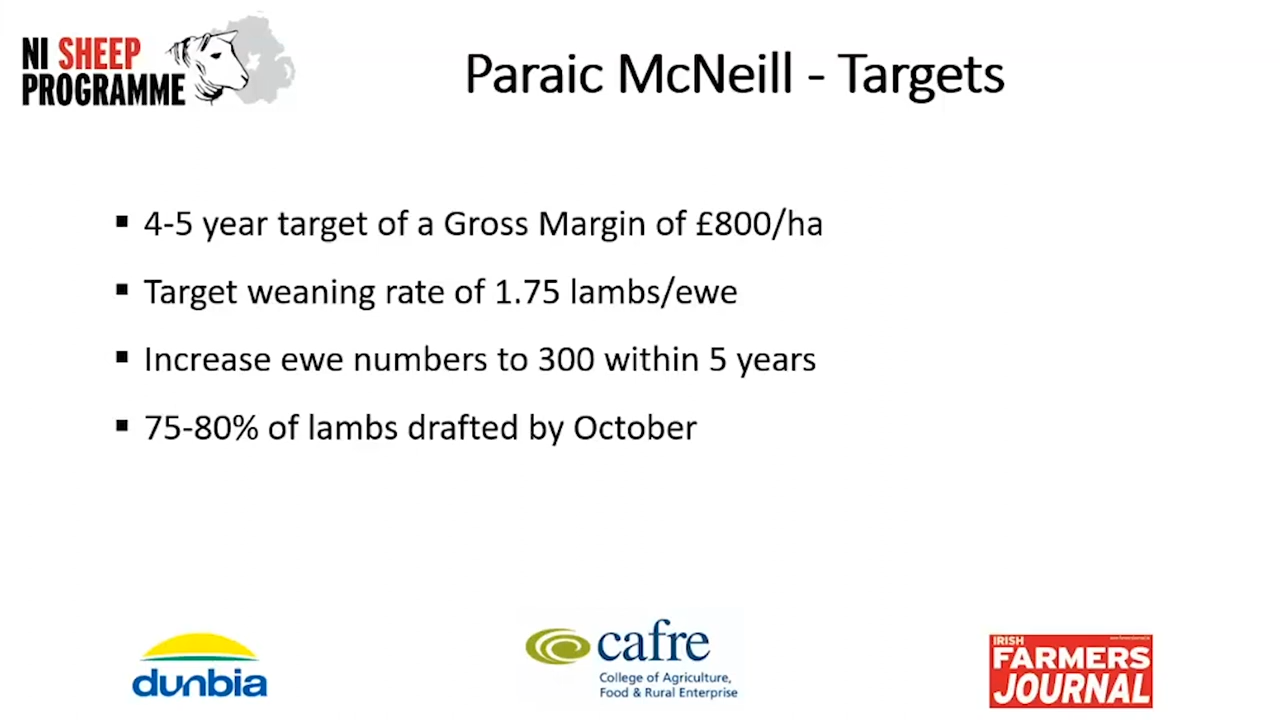 NI SHEEP
PROGRAMME
Paraic McNeill - Targets
▪ 4-5 year target of a Gross Margin of £800/ha
▪ Target weaning rate of 1.75 lambs/ewe
▪ Increase ewe numbers to 300 within 5 years
▪ 75-80% of lambs drafted by October
dunbia
cafre
College of Agriculture,
Food & Rural Enterprise
IRISH
FARMERS
JOURNAL